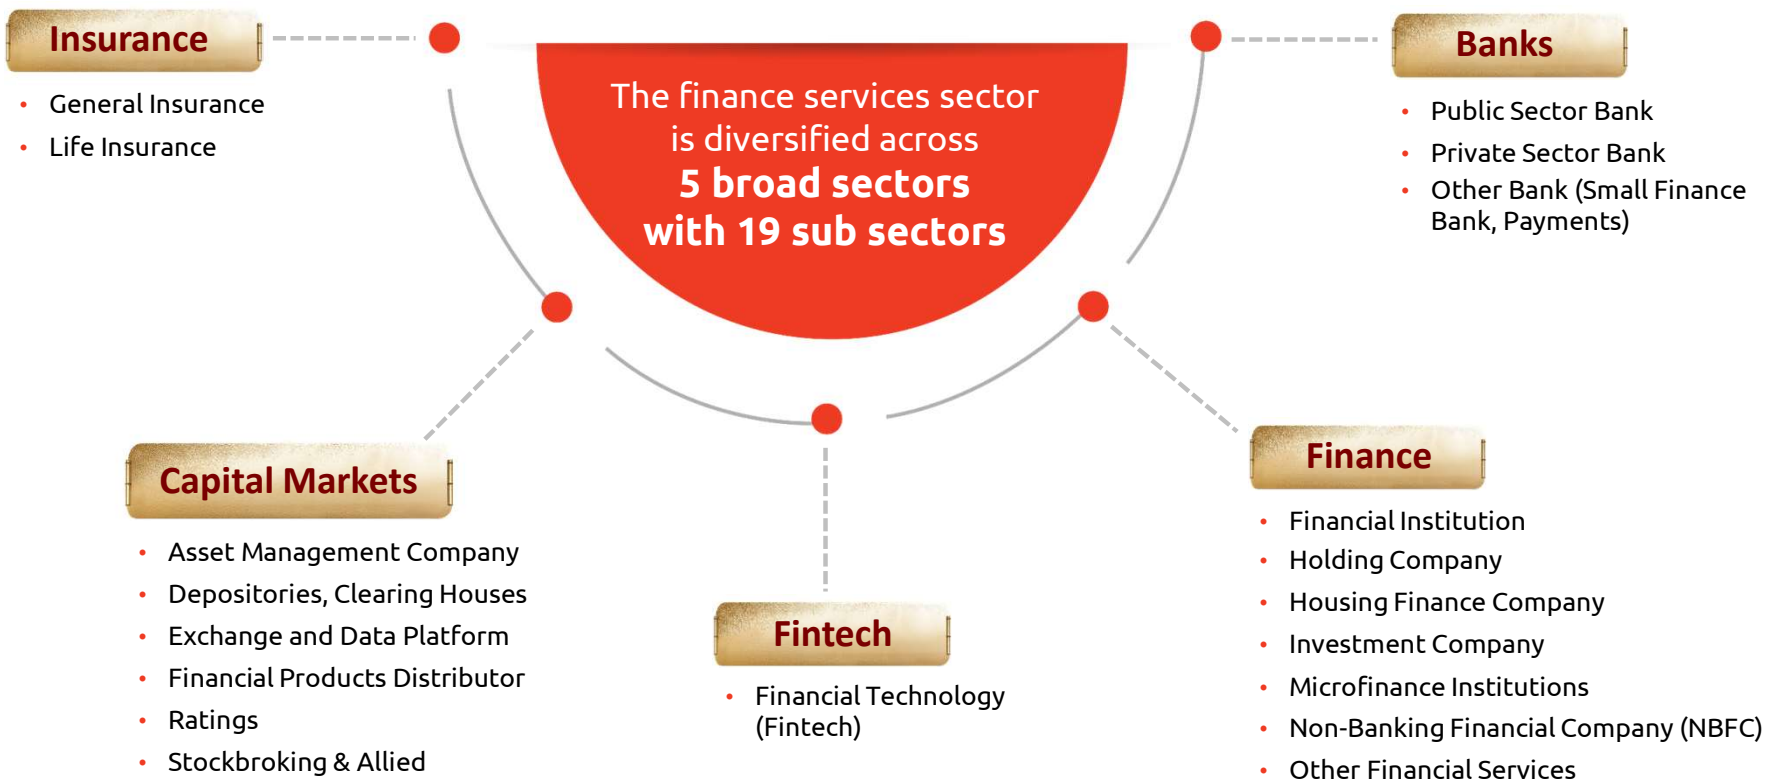 Insurance
• General Insurance
• Life Insurance
The finance services sector
is diversified across
5 broad sectors
with 19 sub sectors
Banks
• Public Sector Bank
• Private Sector Bank
• Other Bank (Small Finance
Bank, Payments)
Capital Markets
• Asset Management Company
• Depositories, Clearing Houses
• Exchange and Data Platform
• Financial Products Distributor
• Ratings
• Stockbroking & Allied
Fintech
• Financial Technology
(Fintech)
Finance
• Financial Institution
• Holding Company
• Housing Finance Company
• Investment Company
• Microfinance Institutions
• Non-Banking Financial Company (NBFC)
• Other Financial Services